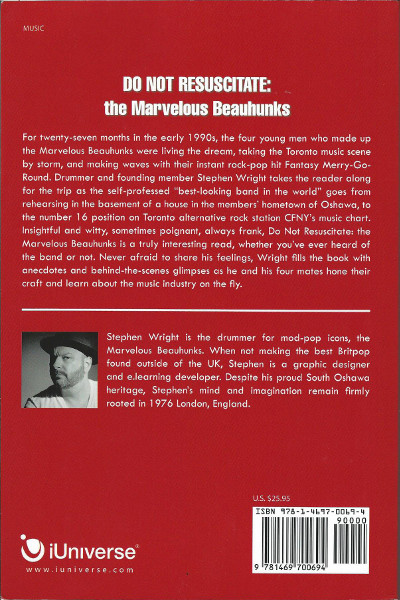 MUSIC
DO NOT RESUSCITATE:
the Marvelous Beauhunks
For twenty-seven months in the early 1990s, the four young men who made up
the Marvelous Beauhunks were living the dream, taking the Toronto music scene
by storm, and making waves with their instant rock-pop hit Fantasy Merry-Go-
Round. Drummer and founding member Stephen Wright takes the reader along
for the trip as the self-professed "best-looking band in the world" goes from
rehearsing in the basement of a house in the members' hometown of Oshawa, to
the number 16 position on Toronto alternative rock station CFNY's music chart.
Insightful and witty, sometimes poignant, always frank, Do Not Resuscitate: the
Marvelous Beauhunks is a truly interesting read, whether you've ever heard of
the band or not. Never afraid to share his feelings, Wright fills the book with
anecdotes and behind-the-scenes glimpses as he and his four mates hone their
craft and learn about the music industry on the fly.
Stephen Wright is the drummer for mod-pop icons, the
Marvelous Beauhunks. When not making the best Britpop
found outside of the UK, Stephen is a graphic designer
and e.learning developer. Despite his proud South Oshawa
heritage, Stephen's mind and imagination remain firmly
rooted in 1976 London, England.
U.S. $25.95
ISBN 978-1-4697-0069-4
90000
9 781469 700694
iUniverse®
www.iuniverse.com